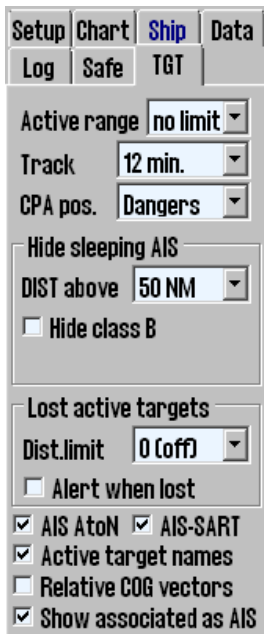 Setup Chart Ship Data
Log Safe TGT
Active range no limit
Track 12 min.
CPA pos. Dangers
Hide sleeping AIS
DIST above 50 NM
Hide class B
Lost active targets
Dist.limit 0 (off)
Alert when lost
AIS AtoN AIS-SART
Active target names
Relative COG vectors
Show associated as AIS